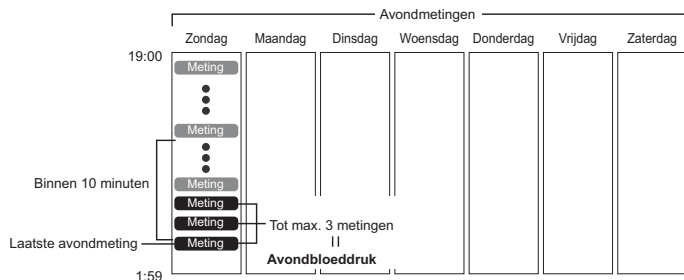 Avondmetingen
Zondag Maandag Dinsdag Woensdag Donderdag Vrijdag Zaterdag
19:00
Meting
Meting
Binnen 10 minuten
Meting
Meting
Meting
Tot max. 3 metingen
Laatste avondmeting
Meting
=
Avondbloeddruk
1:59